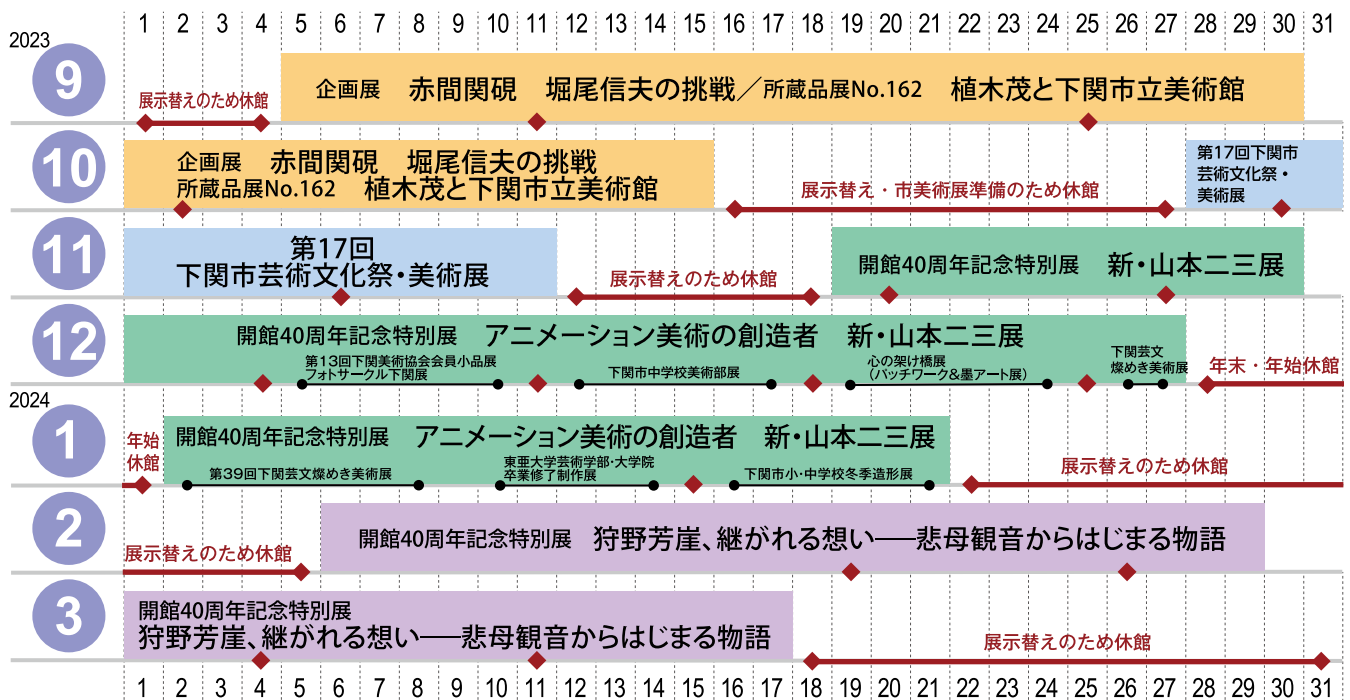 1 2 3 4 5 6 7 8 9 10 11 12 13 14 15 16 17 18 19 20 21 22 23 24 25 26 27 28 29 30 31
2023
9
展示替えのため休館
企画展 赤間関硯 堀尾信夫の挑戦/所蔵品展No.162 植木茂と下関市立美術館
10
企画展 赤間関硯 堀尾信夫の挑戦
所蔵品展No.162 植木茂と下関市立美術館
展示替え・市美術展準備のため休館
第17回下関市
芸術文化祭・
美術展
11
第17回
下関市芸術文化祭・美術展
展示替えのため休館
開館40周年記念特別展 新・山本二三展
12
開館40周年記念特別展 アニメーション美術の創造者 新・山本二三展
第13回下関美術協会会員小品展
フォトサークル下関展
下関市中学校美術部展
心の架け橋展
(パッチワーク&墨アート展)
下関芸文
燦めき美術展
年末・年始休館
2024
1
年始
休館
開館40周年記念特別展 アニメーション美術の創造者 新・山本二三展
第39回下関芸文燦めき美術展
東亜大学芸術学部・大学院
卒業修了制作展
下関市小・中学校冬季造形展
展示替えのため休館
2
展示替えのため休館
開館40周年記念特別展 狩野芳崖、継がれる想い──悲母観音からはじまる物語
3
開館40周年記念特別展
狩野芳崖、継がれる想い──悲母観音からはじまる物語
展示替えのため休館
1 2 3 4 5 6 7 8 9 10 11 12 13 14 15 16 17 18 19 20 21 22 23 24 25 26 27 28 29 30 31